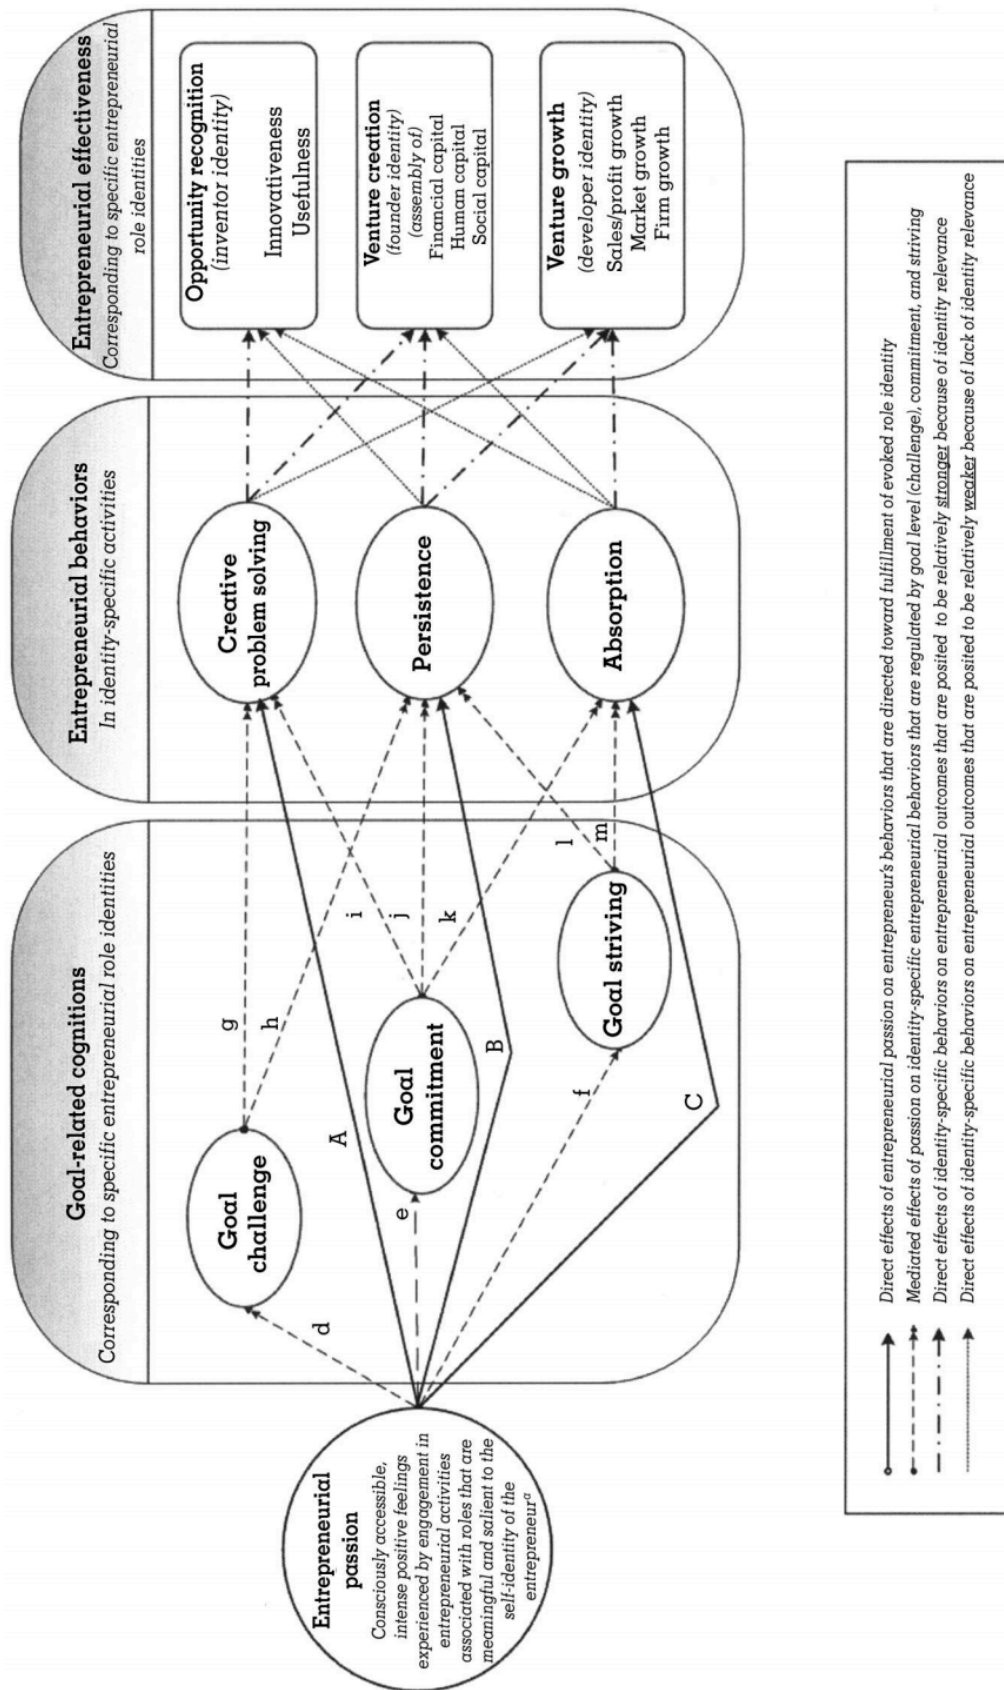 Entrepreneurial
passion
Consciously accessible,
intense positive feelings
experienced by engagement in
entrepreneurial activities
associated with roles that are
meaningful and salient to the
self-identity of the
entrepreneurᵃ
Goal-related cognitions
Corresponding to specific entrepreneurial role identities
Goal
challenge
Goal
commitment
Goal striving
d
e
f
A
B
C
g
h
i
j
k
l
m
Entrepreneurial behaviors
In identity-specific activities
Creative
problem solving
Persistence
Absorption
Entrepreneurial effectiveness
Corresponding to specific entrepreneurial
role identities
Opportunity recognition
(inventor identity)
Innovativeness
Usefulness
Venture creation
(founder identity)
(assembly of)
Financial capital
Human capital
Social capital
Venture growth
(developer identity)
Sales/profit growth
Market growth
Firm growth
Direct effects of entrepreneurial passion on entrepreneur's behaviors that are directed toward fulfillment of evoked role identity
Mediated effects of passion on identity-specific entrepreneurial behaviors that are regulated by goal level (challenge), commitment, and striving
Direct effects of identity-specific behaviors on entrepreneurial outcomes that are posited to be relatively stronger because of identity relevance
Direct effects of identity-specific behaviors on entrepreneurial outcomes that are posited to be relatively weaker because of lack of identity relevance